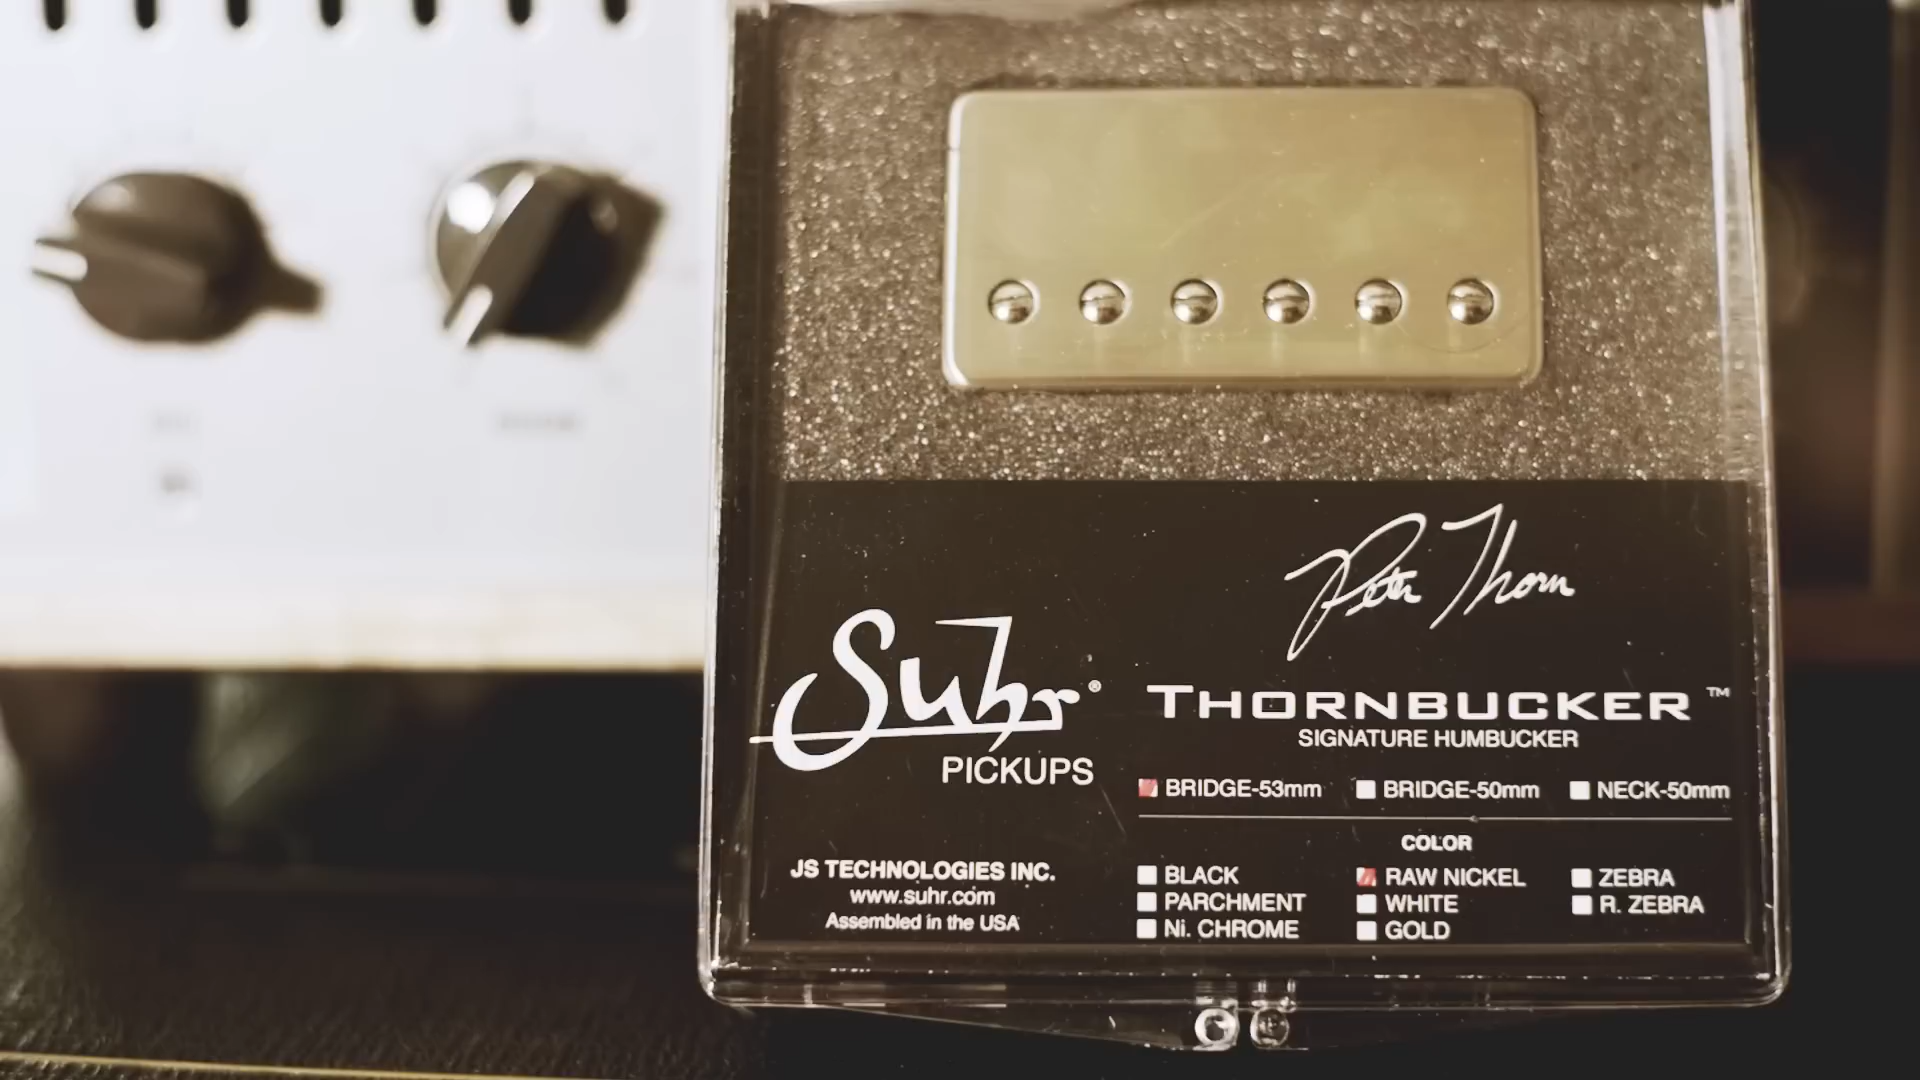 Pete Thorn
Suhr®
PICKUPS
THORNBUCKER™
SIGNATURE HUMBUCKER
BRIDGE-53mm BRIDGE-50mm NECK-50mm
COLOR
BLACK RAW NICKEL ZEBRA
PARCHMENT WHITE R. ZEBRA
Ni. CHROME GOLD
JS TECHNOLOGIES INC.
www.suhr.com
Assembled in the USA